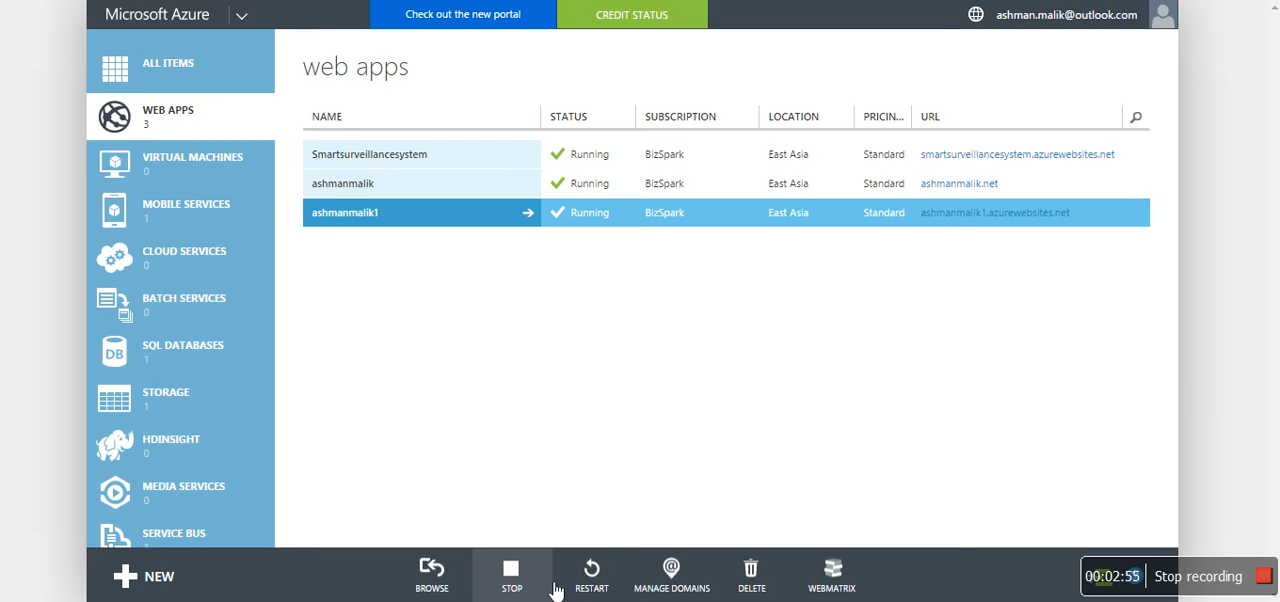 Microsoft Azure
Check out the new portal
CREDIT STATUS
ashman.malik@outlook.com
ALL ITEMS
WEB APPS
3
VIRTUAL MACHINES
0
MOBILE SERVICES
1
CLOUD SERVICES
0
BATCH SERVICES
0
DB
SQL DATABASES
1
STORAGE
1
HDINSIGHT
0
MEDIA SERVICES
0
SERVICE BUS
web apps
NAME STATUS SUBSCRIPTION LOCATION PRICIN... URL
Smartsurveillancesystem Running BizSpark East Asia Standard smartsurveillancesystem.azurewebsites.net
ashmanmalik Running BizSpark East Asia Standard ashmanmalik.net
ashmanmalik1 Running BizSpark East Asia Standard ashmanmalik1.azurewebsites.net
NEW
BROWSE STOP RESTART MANAGE DOMAINS DELETE WEBMATRIX
00:02:55 Stop recording